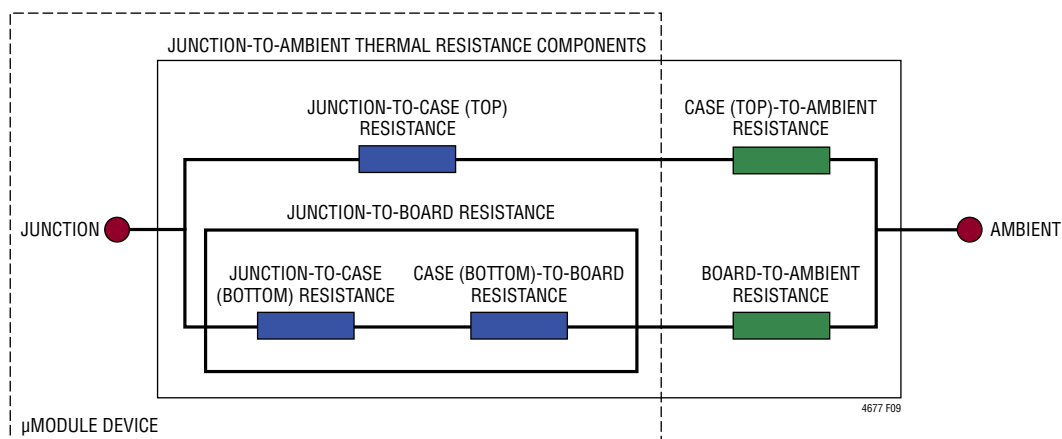 JUNCTION-TO-AMBIENT THERMAL RESISTANCE COMPONENTS
JUNCTION-TO-CASE (TOP)
RESISTANCE
CASE (TOP)-TO-AMBIENT
RESISTANCE
JUNCTION
JUNCTION-TO-BOARD RESISTANCE
AMBIENT
JUNCTION-TO-CASE
(BOTTOM) RESISTANCE
CASE (BOTTOM)-TO-BOARD
RESISTANCE
BOARD-TO-AMBIENT
RESISTANCE
4677 F09
µMODULE DEVICE